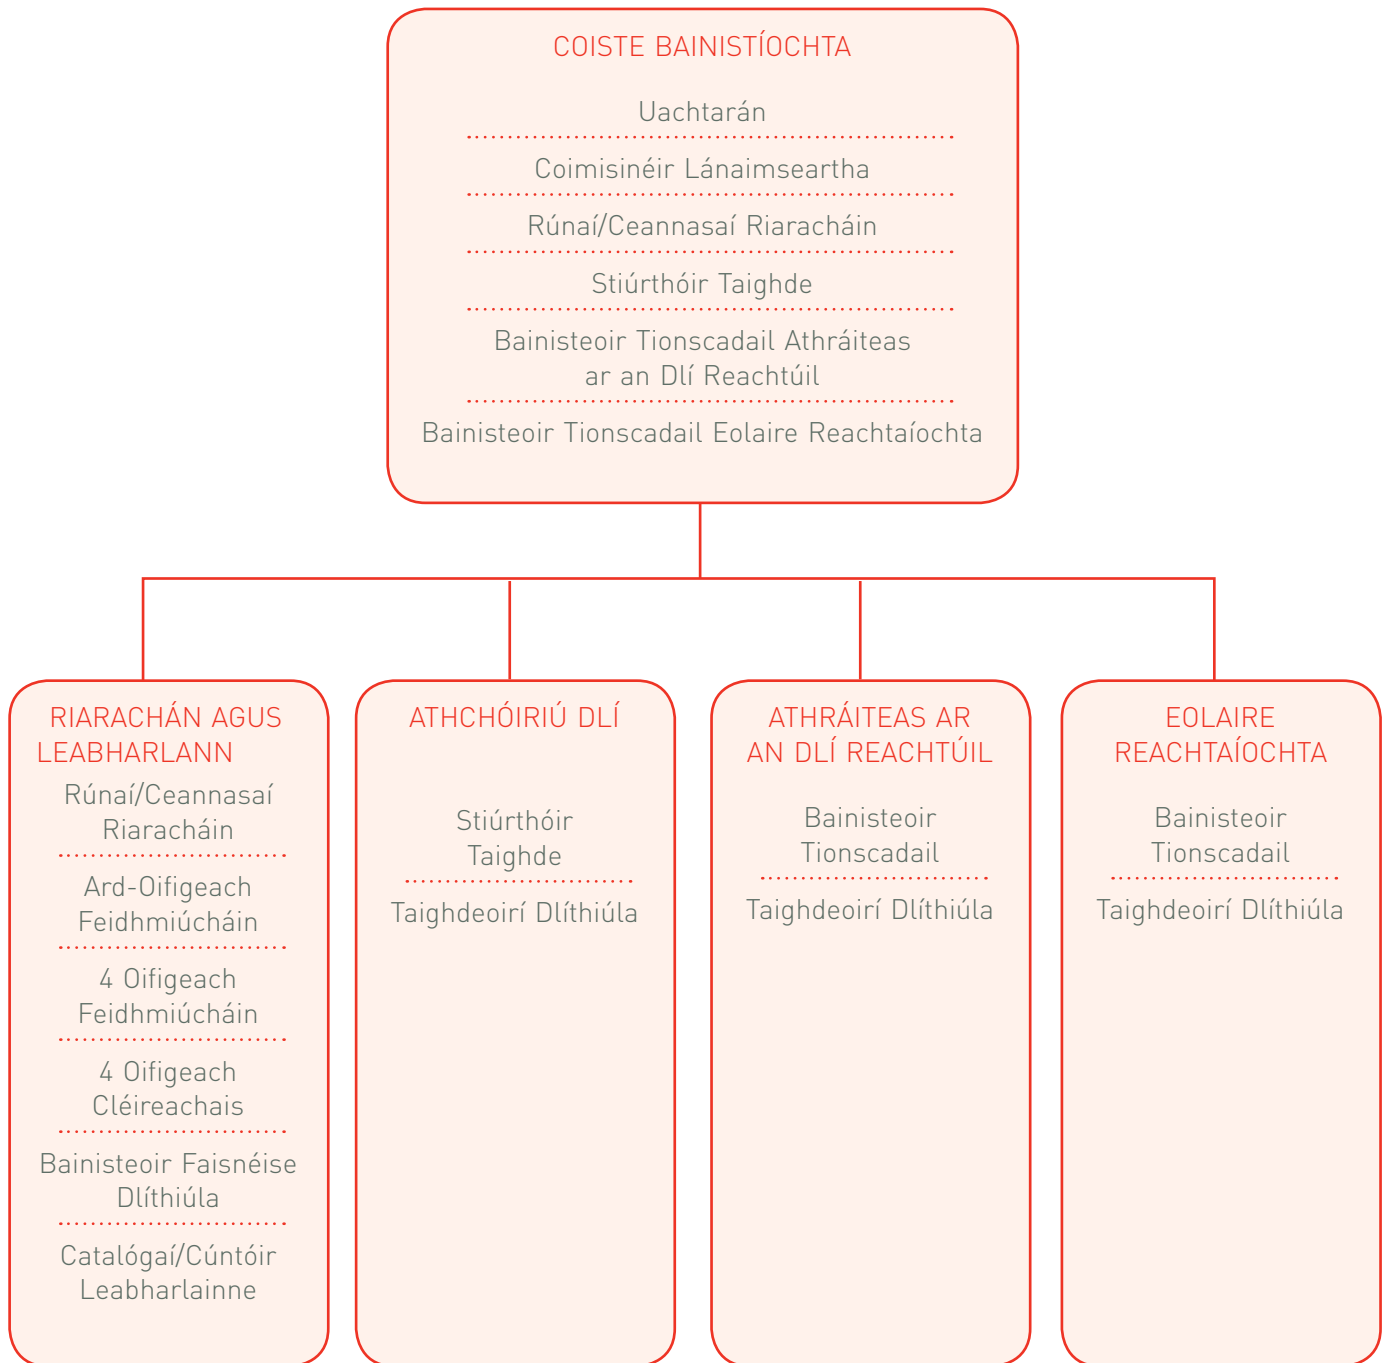 COISTE BAINISTÍOCHTA
Uachtarán
Coimisinéir Lánaimseartha
Rúnaí/Ceannasaí Riaracháin
Stiúrthóir Taighde
Bainisteoir Tionscadail Athráiteas
ar an Dlí Reachtúil
Bainisteoir Tionscadail Eolaire Reachtaíochta
RIARACHÁN AGUS
LEABHARLANN
Rúnaí/Ceannasaí
Riaracháin
Ard-Oifigeach
Feidhmiúcháin
4 Oifigeach
Feidhmiúcháin
4 Oifigeach
Cléireachais
Bainisteoir Faisnéise
Dlíthiúla
Catalógaí/Cúntóir
Leabharlainne
ATHCHÓIRIÚ DLÍ
Stiúrthóir
Taighde
Taighdeoirí Dlíthiúla
ATHRÁITEAS AR
AN DLÍ REACHTÚIL
Bainisteoir
Tionscadail
Taighdeoirí Dlíthiúla
EOLAIRE
REACHTAÍOCHTA
Bainisteoir
Tionscadail
Taighdeoirí Dlíthiúla